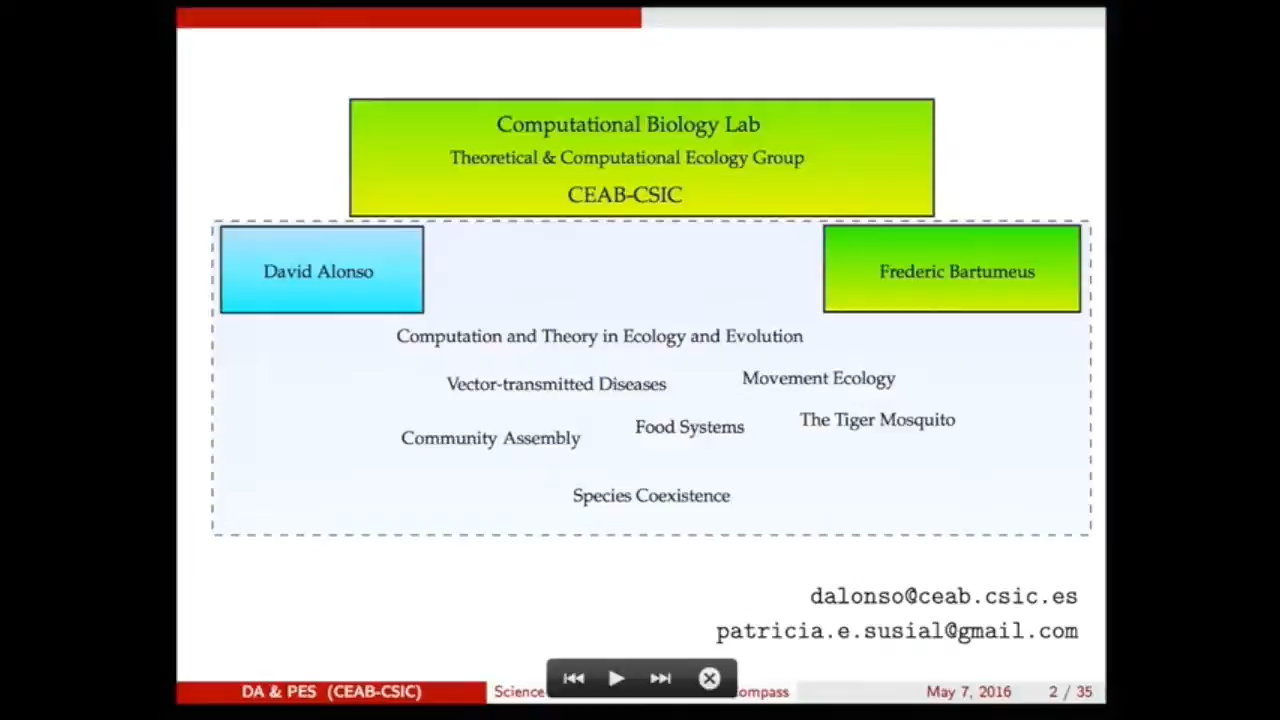 Computational Biology Lab
Theoretical & Computational Ecology Group
CEAB-CSIC
David Alonso
Frederic Bartumeus
Computation and Theory in Ecology and Evolution
Vector-transmitted Diseases
Movement Ecology
Community Assembly
Food Systems
The Tiger Mosquito
Species Coexistence
dalonso@ceab.csic.es
patricia.e.susial@gmail.com
DA & PES (CEAB-CSIC)
Science
May 7, 2016
2 / 35